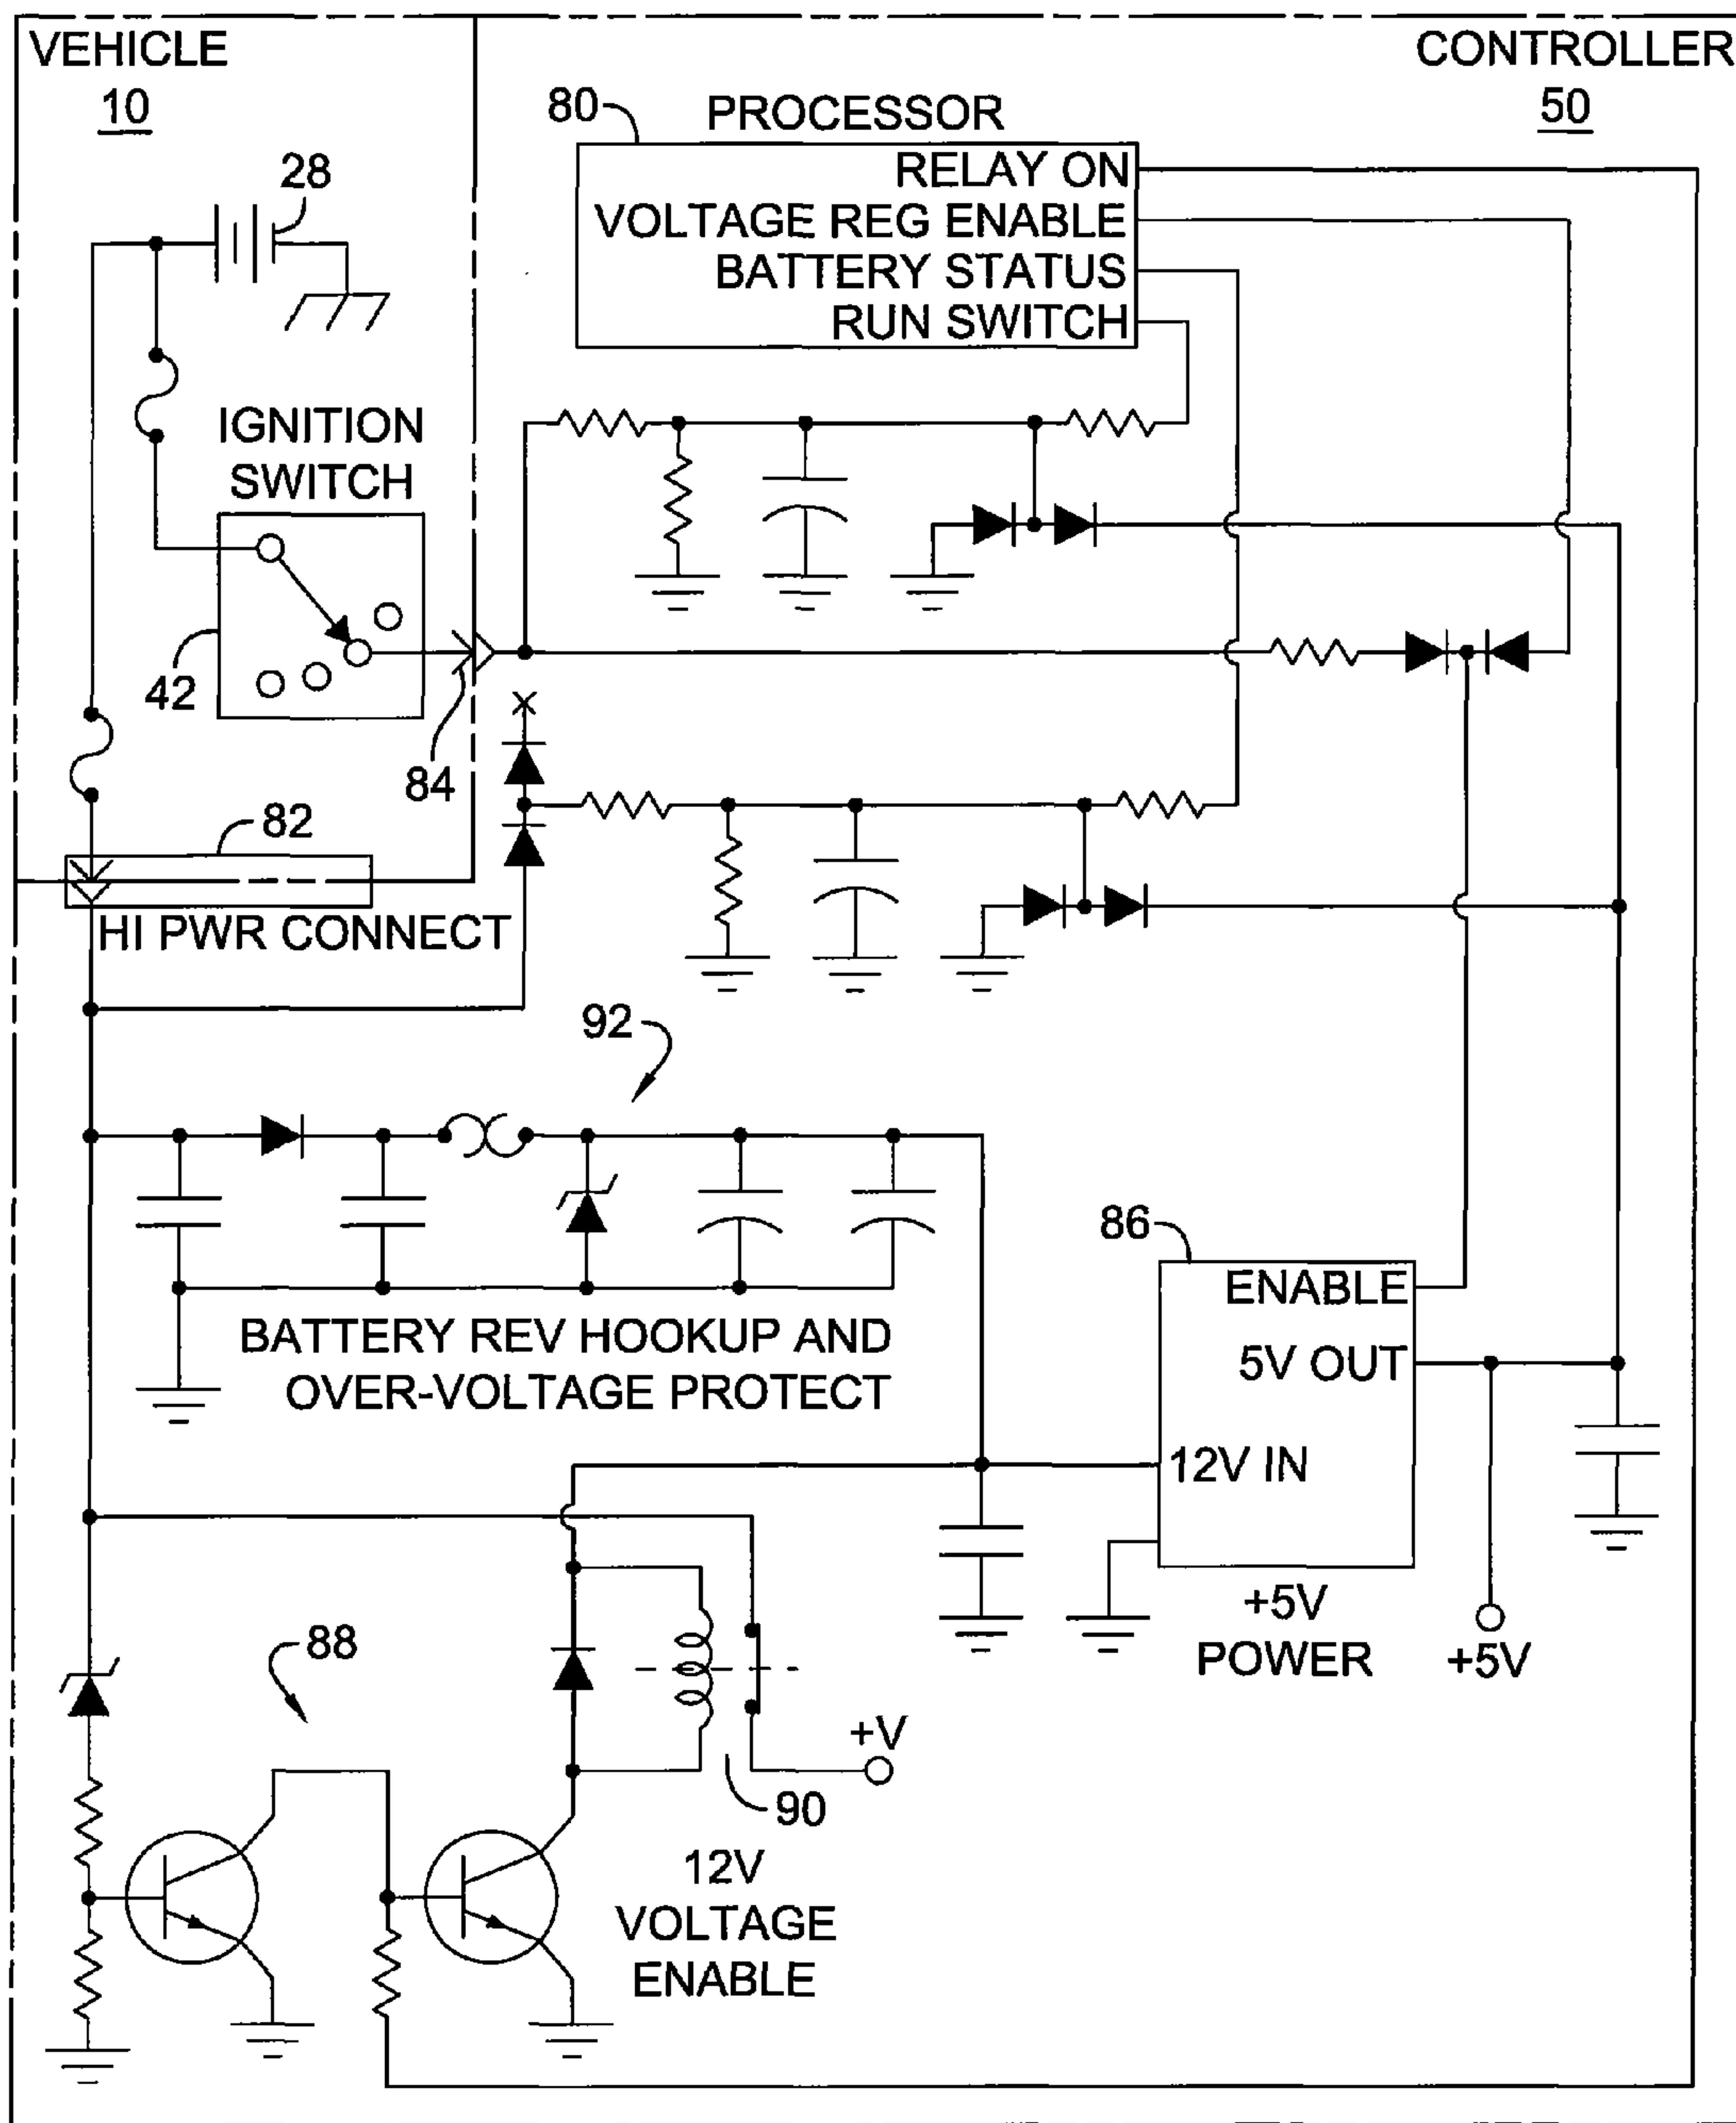 VEHICLE
10
CONTROLLER
50
80
PROCESSOR
RELAY ON
VOLTAGE REG ENABLE
BATTERY STATUS
RUN SWITCH
28
IGNITION
SWITCH
42
84
82
HI PWR CONNECT
92
BATTERY REV HOOKUP AND
OVER-VOLTAGE PROTECT
86
ENABLE
5V OUT
12V IN
+5V
POWER
+5V
88
+V
90
12V
VOLTAGE
ENABLE